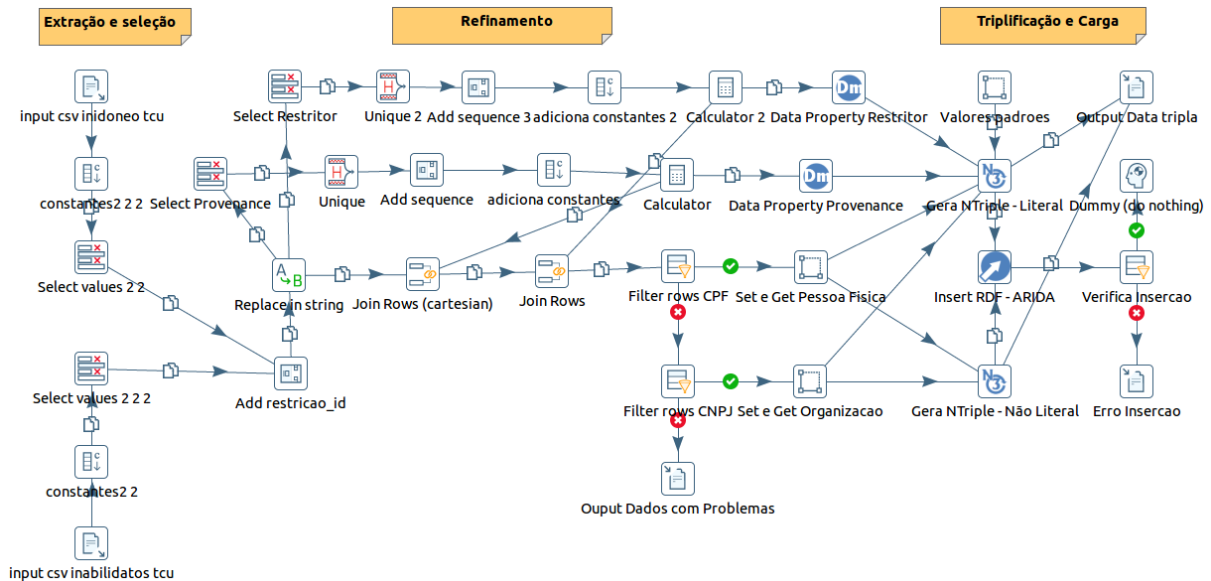 Extração e seleção
Refinamento
Triplificação e Carga
input csv inidoneo tcu
Select Restritor
Unique 2
Add sequence 3
adiciona constantes 2
Calculator 2
Data Property Restritor
Valores padroes
Output Data tripla
constantes2 2 2
Select Provenance
Unique
Add sequence
adiciona constantes
Calculator
Data Property Provenance
Gera NTriple - Literal
Dummy (do nothing)
Select values 2 2
Replace in string
Join Rows (cartesian)
Join Rows
Filter rows CPF
Set e Get Pessoa Fisica
Insert RDF - ARIDA
Verifica Insercao
Select values 2 2 2
Add restricao_id
Filter rows CNPJ
Set e Get Organizacao
Gera NTriple - Não Literal
Erro Insercao
constantes2 2
Ouput Dados com Problemas
input csv inabilidatos tcu